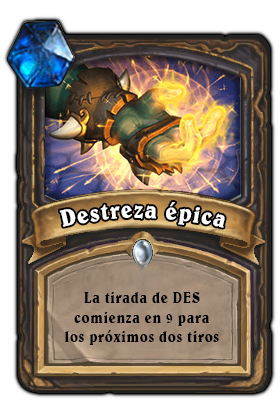 Destreza épica
La tirada de DES
comienza en 9 para
los próximos dos tiros